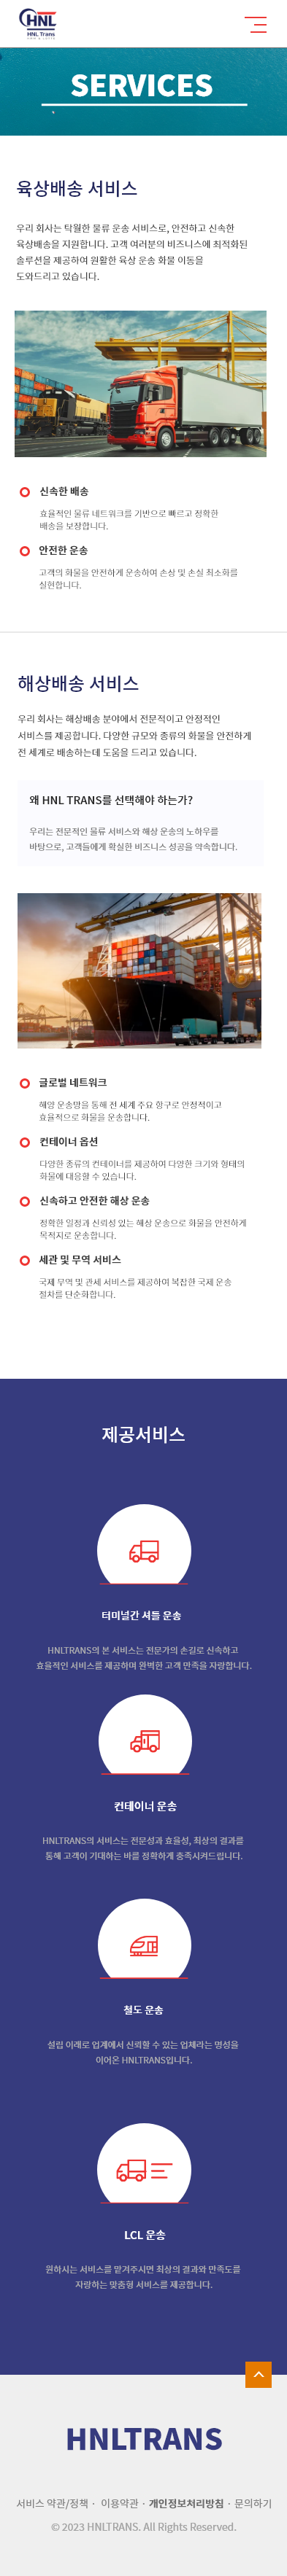 HNL
HNL Trans
SERVICES
육상배송 서비스
우리 회사는 탁월한 물류 운송 서비스로, 안전하고 신속한
육상배송을 지원합니다. 고객 여러분의 비즈니스에 최적화된
솔루션을 제공하여 원활한 육상 운송 화물 이동을
도와드리고 있습니다.
신속한 배송
효율적인 물류 네트워크를 기반으로 빠르고 정확한
배송을 보장합니다.
안전한 운송
고객의 화물을 안전하게 운송하여 손상 및 손실 최소화를
실현합니다.
해상배송 서비스
우리 회사는 해상배송 분야에서 전문적이고 안정적인
서비스를 제공합니다. 다양한 규모와 종류의 화물을 안전하게
전 세계로 배송하는데 도움을 드리고 있습니다.
왜 HNL TRANS를 선택해야 하는가?
우리는 전문적인 물류 서비스와 해상 운송의 노하우를
바탕으로, 고객들에게 확실한 비즈니스 성공을 약속합니다.
글로벌 네트워크
해양 운송망을 통해 전 세계 주요 항구로 안정적이고
효율적으로 화물을 운송합니다.
컨테이너 옵션
다양한 종류의 컨테이너를 제공하여 다양한 크기와 형태의
화물에 대응할 수 있습니다.
신속하고 안전한 해상 운송
정확한 일정과 신뢰성 있는 해상 운송으로 화물을 안전하게
목적지로 운송합니다.
세관 및 무역 서비스
국제 무역 및 관세 서비스를 제공하여 복잡한 국제 운송
절차를 단순화합니다.
제공서비스
터미널간 셔틀 운송
HNLTRANS의 본 서비스는 전문가의 손길로 신속하고
효율적인 서비스를 제공하며 완벽한 고객 만족을 자랑합니다.
컨테이너 운송
HNLTRANS의 서비스는 전문성과 효율성, 최상의 결과를
통해 고객이 기대하는 바를 정확하게 충족시켜드립니다.
철도 운송
설립 이래로 업계에서 신뢰할 수 있는 업체라는 명성을
이어온 HNLTRANS입니다.
LCL 운송
원하시는 서비스를 맡겨주시면 최상의 결과와 만족도를
자랑하는 맞춤형 서비스를 제공합니다.
HNLTRANS
서비스 약관/정책 · 이용약관 · 개인정보처리방침 · 문의하기
© 2023 HNLTRANS. All Rights Reserved.